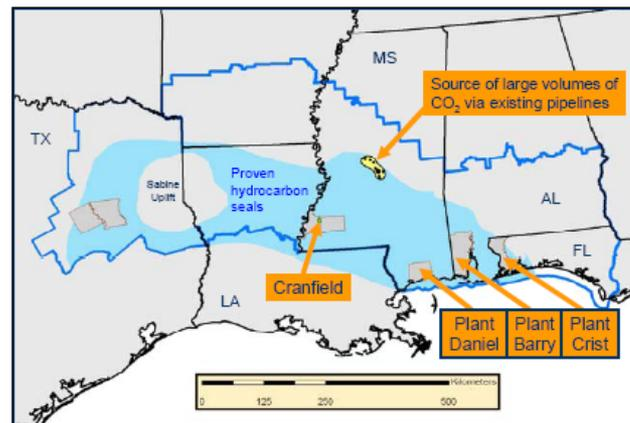 MS
Source of large volumes of
CO₂ via existing pipelines
TX
Sabine
Uplift
Proven
hydrocarbon
seals
AL
FL
Cranfield
LA
Plant
Daniel
Plant
Barry
Plant
Crist
Kilometers
0 125 250 500